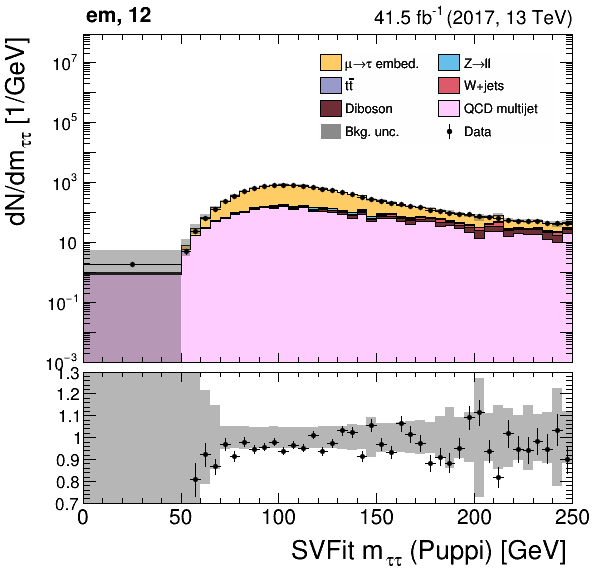 em, 12
41.5 fb⁻¹ (2017, 13 TeV)
dN/dm_ττ [1/GeV]
10⁷
10⁵
10³
10
10⁻¹
10⁻³
μ→τ embed.
Z→ll
tt̄
W+jets
Diboson
QCD multijet
Bkg. unc.
Data
1.3
1.2
1.1
1
0.9
0.8
0.7
0
50
100
150
200
250
SVFit m_ττ (Puppi) [GeV]